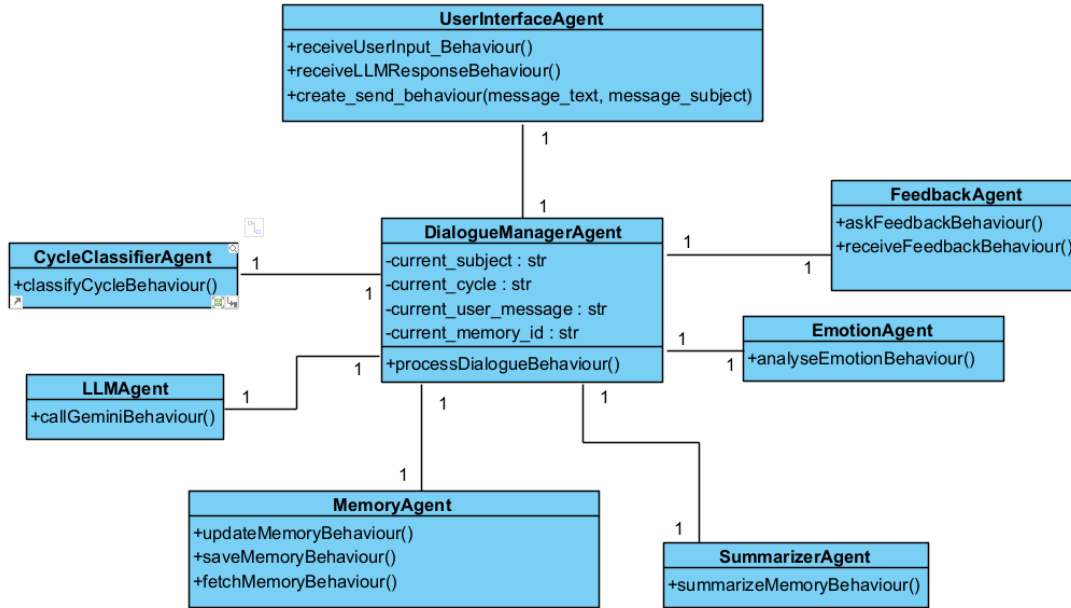 UserInterfaceAgent
+receiveUserInput_Behaviour()
+receiveLLMResponseBehaviour()
+create_send_behaviour(message_text, message_subject)
1
1
FeedbackAgent
+askFeedbackBehaviour()
+receiveFeedbackBehaviour()
DialogueManagerAgent
-current_subject : str
-current_cycle : str
-current_user_message : str
-current_memory_id : str
+processDialogueBehaviour()
1
1
CycleClassifierAgent
+classifyCycleBehaviour()
1
1
EmotionAgent
+analyseEmotionBehaviour()
1
1
LLMAgent
+callGeminiBehaviour()
1
1
1
1
MemoryAgent
+updateMemoryBehaviour()
+saveMemoryBehaviour()
+fetchMemoryBehaviour()
1
1
SummarizerAgent
+summarizeMemoryBehaviour()